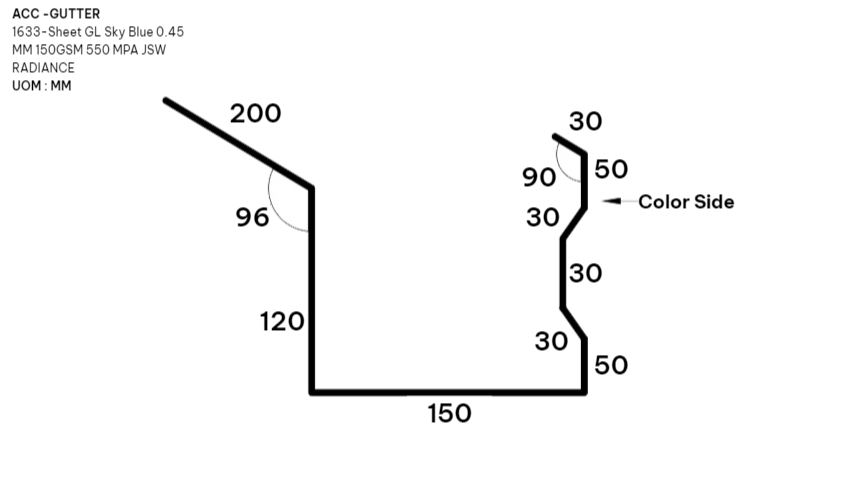 ACC -GUTTER
1633-Sheet GL Sky Blue 0.45
MM 150GSM 550 MPA JSW
RADIANCE
UOM : MM
200
30
90
50
Color Side
96
30
30
120
30
50
150